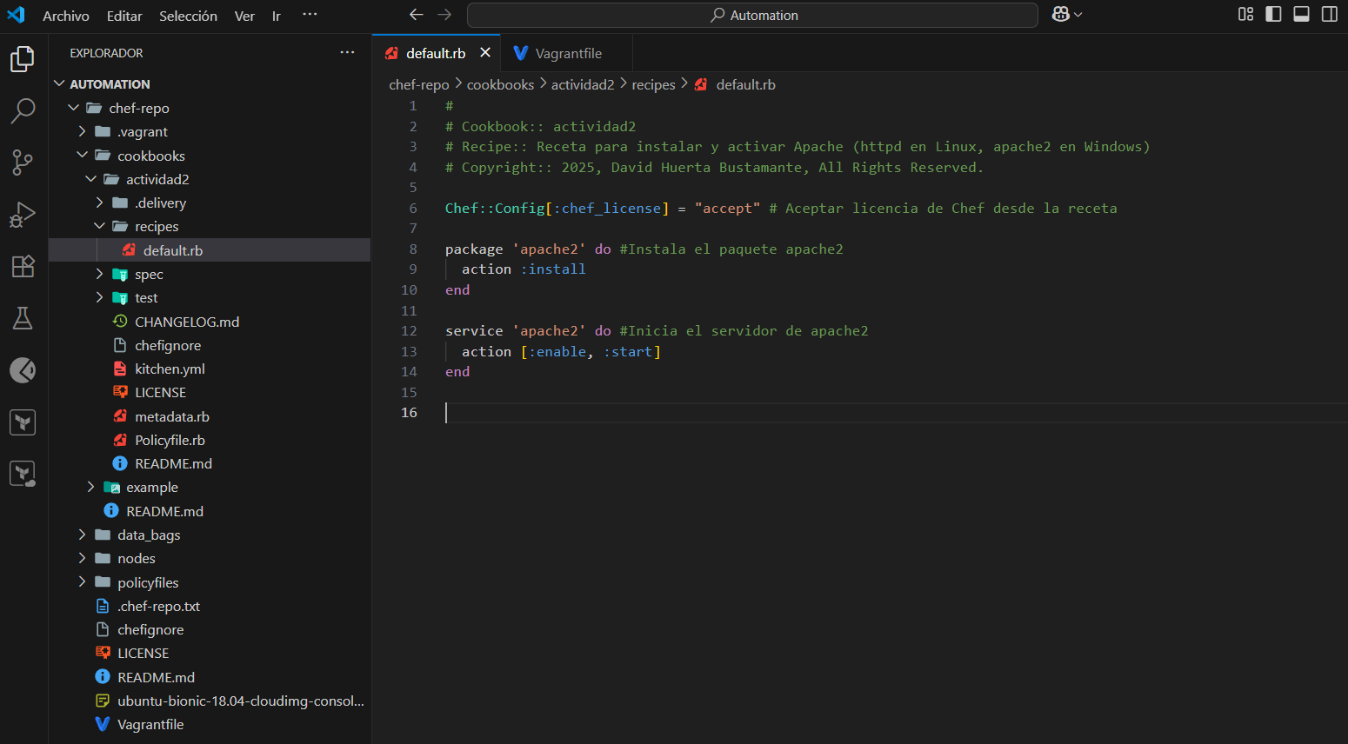 Archivo Editar Selección Ver Ir ··· Automation
EXPLORADOR ···
AUTOMATION
chef-repo
.vagrant
cookbooks
actividad2
.delivery
recipes
default.rb
spec
test
CHANGELOG.md
chefignore
kitchen.yml
LICENSE
metadata.rb
Policyfile.rb
README.md
example
README.md
data_bags
nodes
policyfiles
.chef-repo.txt
chefignore
LICENSE
README.md
ubuntu-bionic-18.04-cloudimg-consol...
Vagrantfile
default.rb Vagrantfile
chef-repo > cookbooks > actividad2 > recipes > default.rb
1 #
2 # Cookbook:: actividad2
3 # Recipe:: Receta para instalar y activar Apache (httpd en Linux, apache2 en Windows)
4 # Copyright:: 2025, David Huerta Bustamante, All Rights Reserved.
5
6 Chef::Config[:chef_license] = "accept" # Aceptar licencia de Chef desde la receta
7
8 package 'apache2' do #Instala el paquete apache2
9   action :install
10 end
11
12 service 'apache2' do #Inicia el servidor de apache2
13   action [:enable, :start]
14 end
15
16